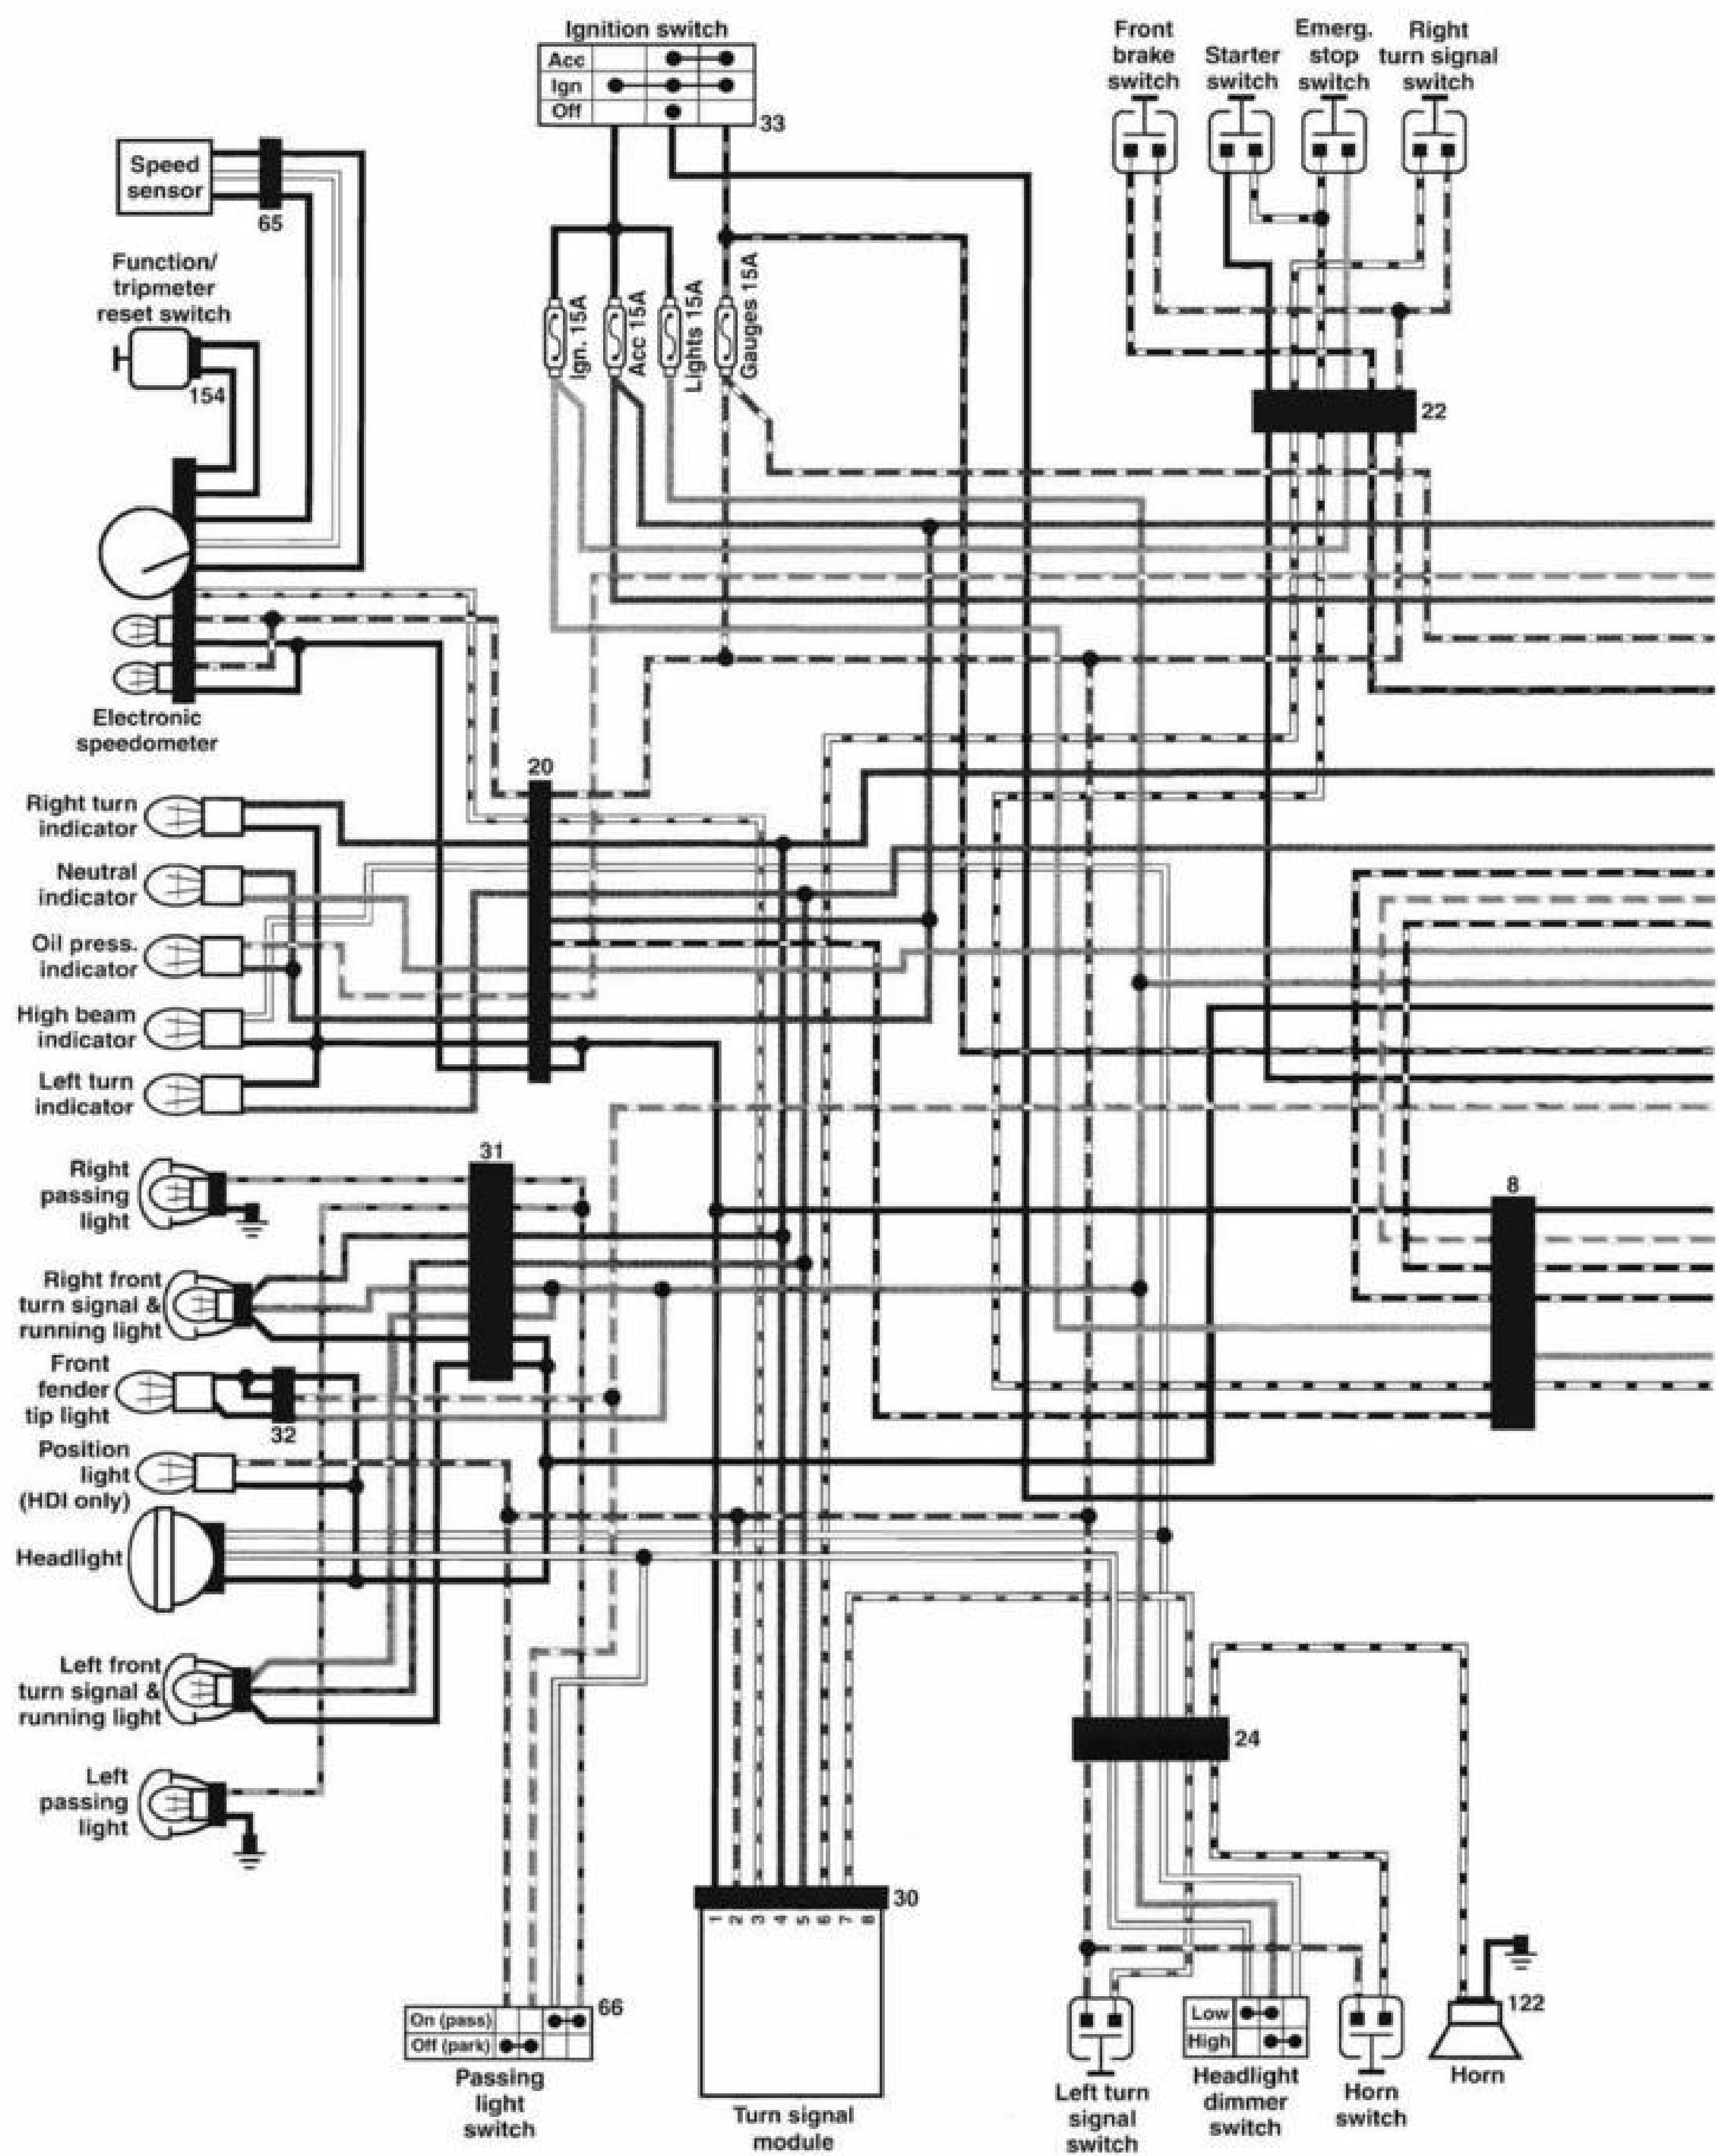 Ignition switch
Acc
Ign
Off
33
Front
brake
switch
Starter
switch
Emerg.
stop
switch
Right
turn signal
switch
Speed
sensor
65
Function/
tripmeter
reset switch
154
Ign. 15A
Acc 15A
Lights 15A
Gauges 15A
22
Electronic
speedometer
20
Right turn
indicator
Neutral
indicator
Oil press.
indicator
High beam
indicator
Left turn
indicator
31
Right
passing
light
8
Right front
turn signal &
running light
Front
fender
tip light
32
Position
light
(HDI only)
Headlight
Left front
turn signal &
running light
24
Left
passing
light
30
1 2 3 4 5 6 7 8
66
On (pass)
Off (park)
Passing
light
switch
Turn signal
module
Left turn
signal
switch
Low
High
Headlight
dimmer
switch
Horn
switch
122
Horn